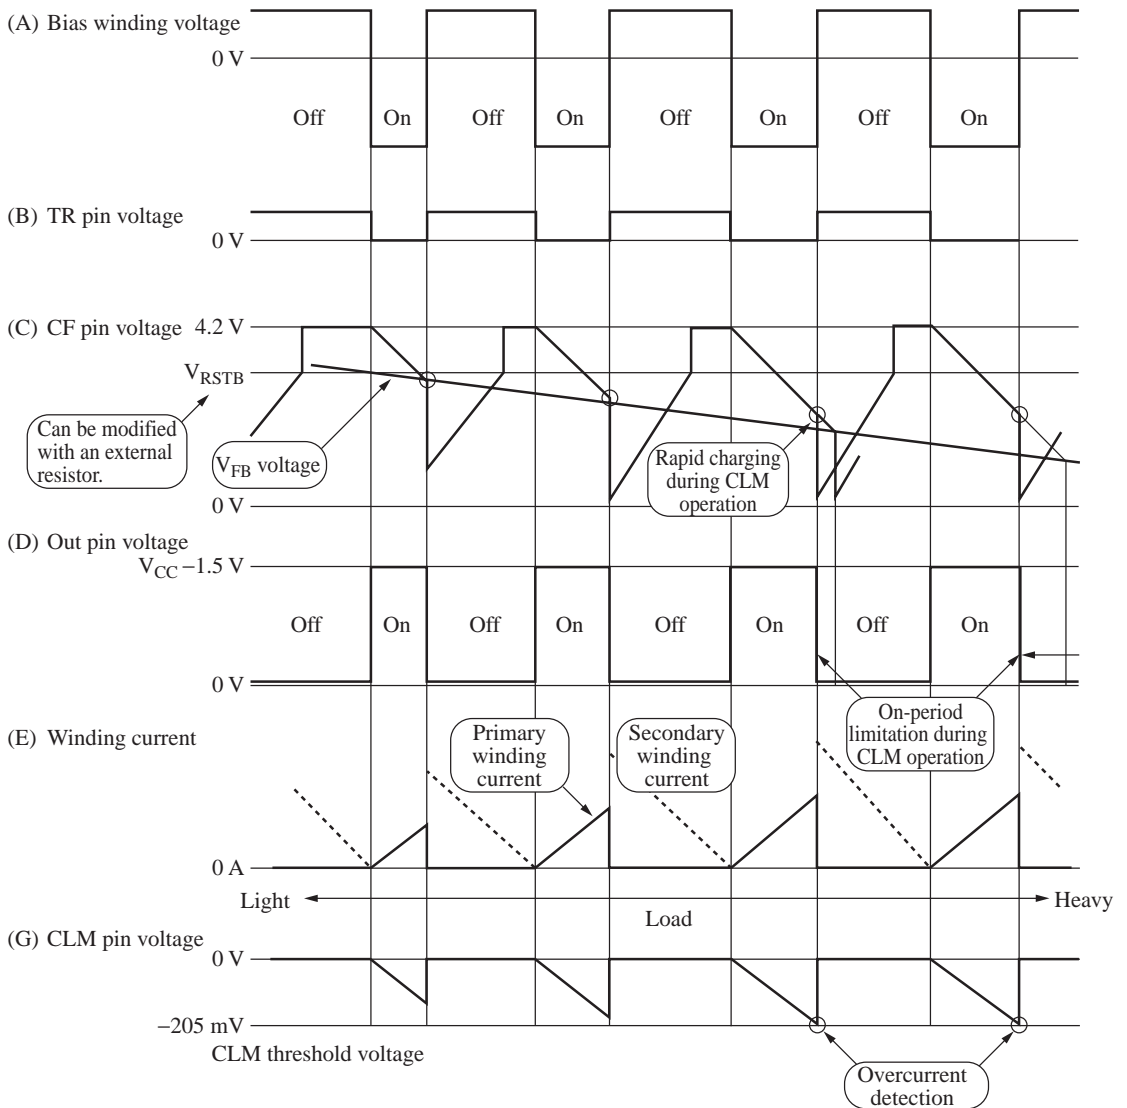 (A) Bias winding voltage
0 V
Off On Off On Off On Off On
(B) TR pin voltage
0 V
(C) CF pin voltage 4.2 V
VRSTB
Can be modified
with an external
resistor.
VFB voltage
Rapid charging
during CLM
operation
0 V
(D) Out pin voltage
VCC −1.5 V
Off On Off On Off On Off On
0 V
On-period
limitation during
CLM operation
(E) Winding current
Primary
winding
current
Secondary
winding
current
0 A
Light
Heavy
Load
(G) CLM pin voltage
0 V
−205 mV
CLM threshold voltage
Overcurrent
detection